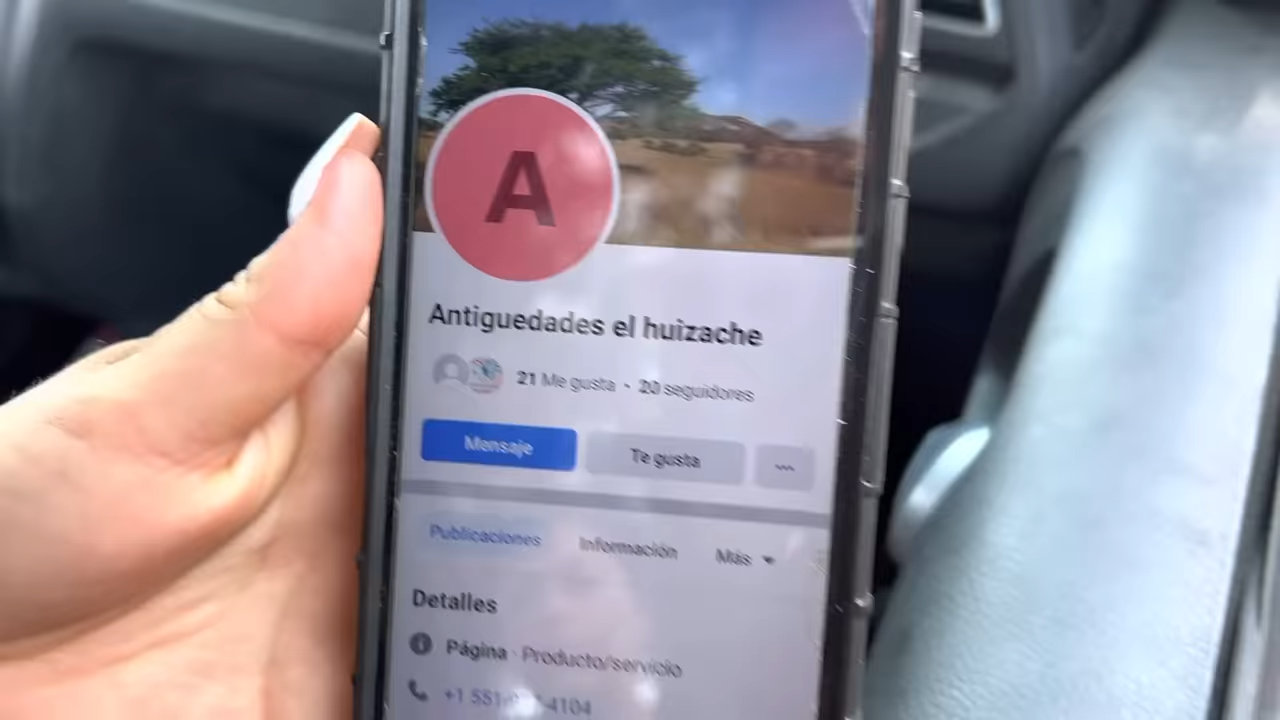 A
Antiguedades el huizache
21 Me gusta · 20 seguidores
Mensaje
Te gusta
...
Publicaciones
Información
Más
Detalles
Página · Producto/servicio
+1 551 4104